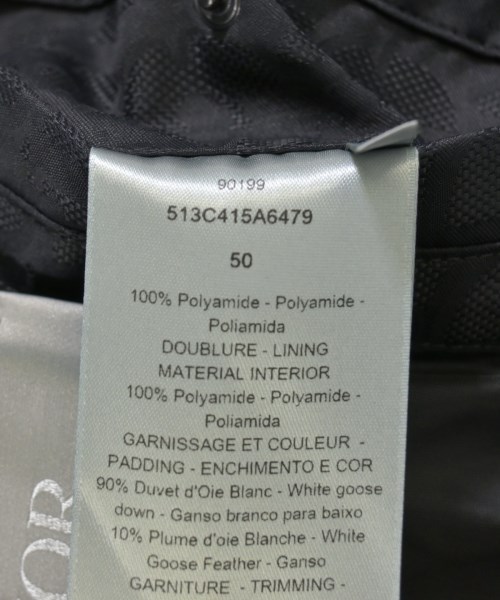 90199
513C415A6479
50
100% Polyamide - Polyamide -
Poliamida
DOUBLURE - LINING
MATERIAL INTERIOR
100% Polyamide - Polyamide -
Poliamida
GARNISSAGE ET COULEUR -
PADDING - ENCHIMENTO E COR
90% Duvet d'Oie Blanc - White goose
down - Ganso branco para baixo
10% Plume d'oie Blanche - White
Goose Feather - Ganso
GARNITURE - TRIMMING -
OR